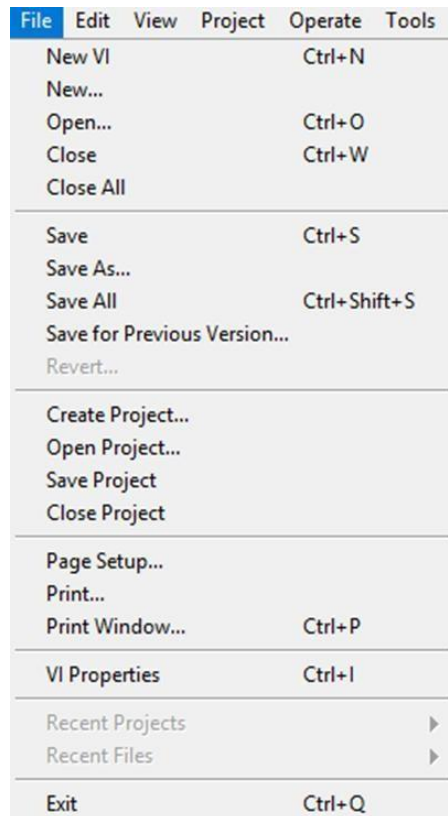 File Edit View Project Operate Tools
New VI Ctrl+N
New...
Open... Ctrl+O
Close Ctrl+W
Close All
Save Ctrl+S
Save As...
Save All Ctrl+Shift+S
Save for Previous Version...
Revert...
Create Project...
Open Project...
Save Project
Close Project
Page Setup...
Print...
Print Window... Ctrl+P
VI Properties Ctrl+I
Recent Projects
Recent Files
Exit Ctrl+Q